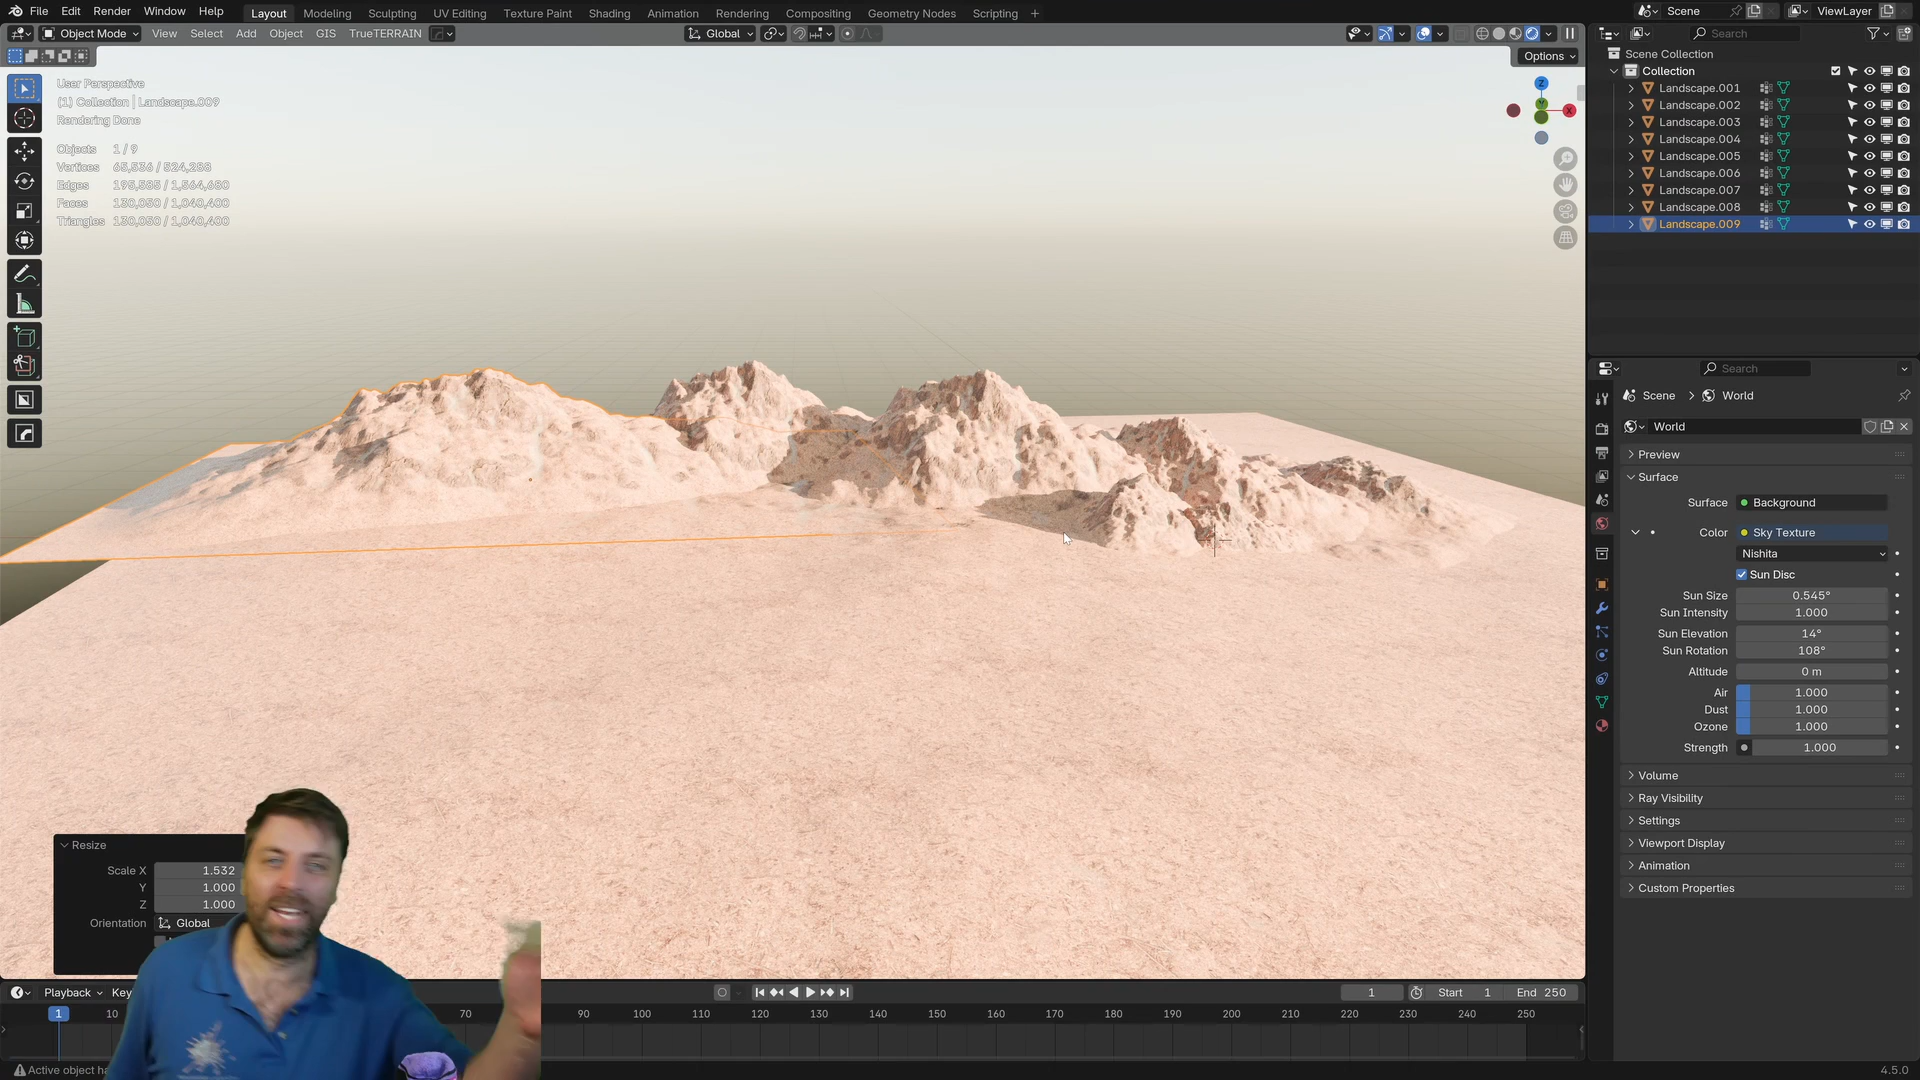 File Edit Render Window Help
Layout Modeling Sculpting UV Editing Texture Paint Shading Animation Rendering Compositing Geometry Nodes Scripting +
Scene
ViewLayer
Object Mode View Select Add Object GIS TrueTERRAIN
Global
Options
User Perspective
(1) Collection | Landscape.009
Rendering Done
Objects 1 / 9
Vertices 65,536 / 524,288
Edges 195,585 / 1,564,680
Faces 130,050 / 1,040,400
Triangles 130,050 / 1,040,400
Z
Y
X
Search
Scene Collection
Collection
Landscape.001
Landscape.002
Landscape.003
Landscape.004
Landscape.005
Landscape.006
Landscape.007
Landscape.008
Landscape.009
Search
Scene > World
World
Preview
Surface
Surface Background
Color Sky Texture
Nishita
Sun Disc
Sun Size 0.545°
Sun Intensity 1.000
Sun Elevation 14°
Sun Rotation 108°
Altitude 0 m
Air 1.000
Dust 1.000
Ozone 1.000
Strength 1.000
Volume
Ray Visibility
Settings
Viewport Display
Animation
Custom Properties
Resize
Scale X 1.532
Y 1.000
Z 1.000
Orientation Global
Playback Key
1 Start 1 End 250
1 10 70 90 100 110 120 130 140 150 160 170 180 190 200 210 220 230 240 250
Active object ha
4.5.0